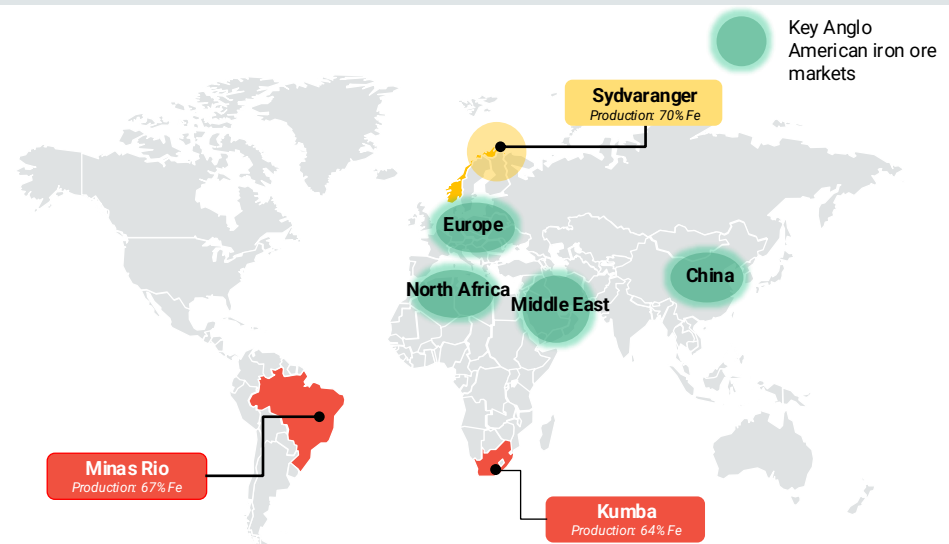 Key Anglo
American iron ore
markets
Sydvaranger
Production: 70% Fe
Europe
North Africa
Middle East
China
Minas Rio
Production: 67% Fe
Kumba
Production: 64% Fe